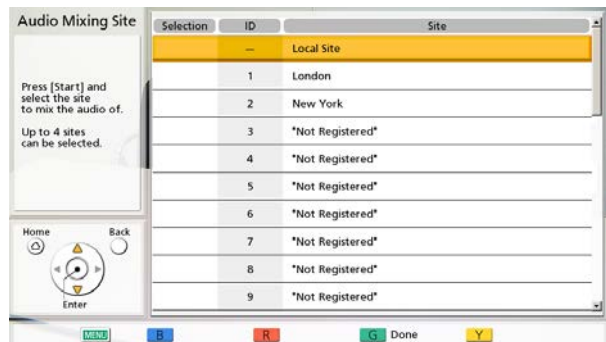 Audio Mixing Site
Press [Start] and
select the site
to mix the audio of.
Up to 4 sites
can be selected.
Selection ID Site
— Local Site
1 London
2 New York
3 *Not Registered*
4 *Not Registered*
5 *Not Registered*
6 *Not Registered*
7 *Not Registered*
8 *Not Registered*
9 *Not Registered*
Home Back
Enter
MENU B R G Done Y